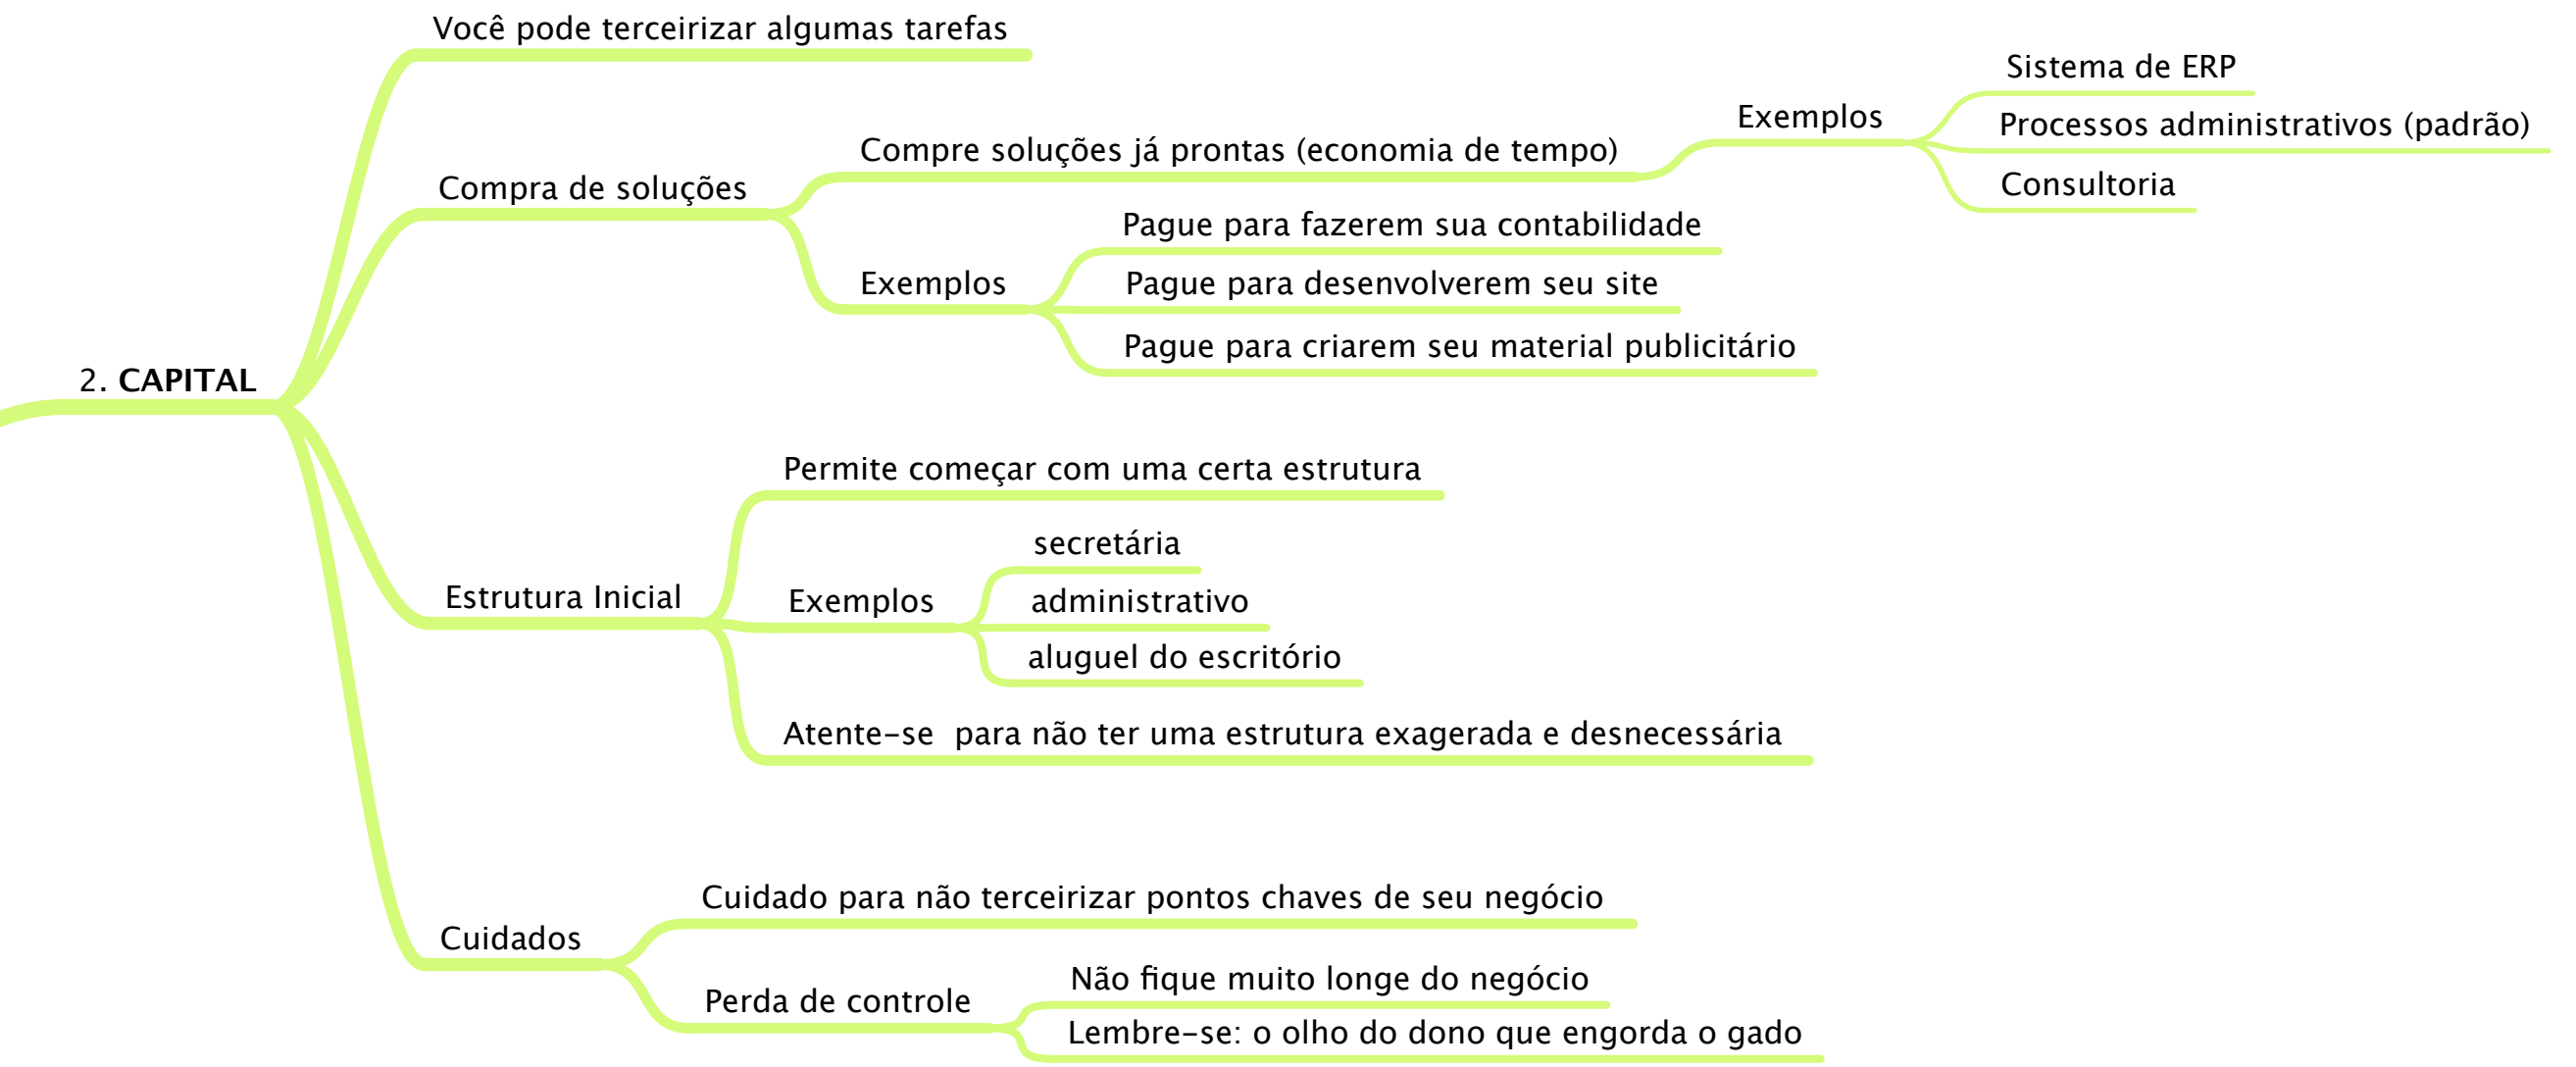 Você pode terceirizar algumas tarefas
Sistema de ERP
Exemplos
Processos administrativos (padrão)
Compre soluções já prontas (economia de tempo)
Consultoria
Compra de soluções
Pague para fazerem sua contabilidade
Exemplos
Pague para desenvolverem seu site
Pague para criarem seu material publicitário
2. CAPITAL
Permite começar com uma certa estrutura
secretária
Estrutura Inicial
Exemplos
administrativo
aluguel do escritório
Atente-se  para não ter uma estrutura exagerada e desnecessária
Cuidado para não terceirizar pontos chaves de seu negócio
Cuidados
Não fique muito longe do negócio
Perda de controle
Lembre-se: o olho do dono que engorda o gado